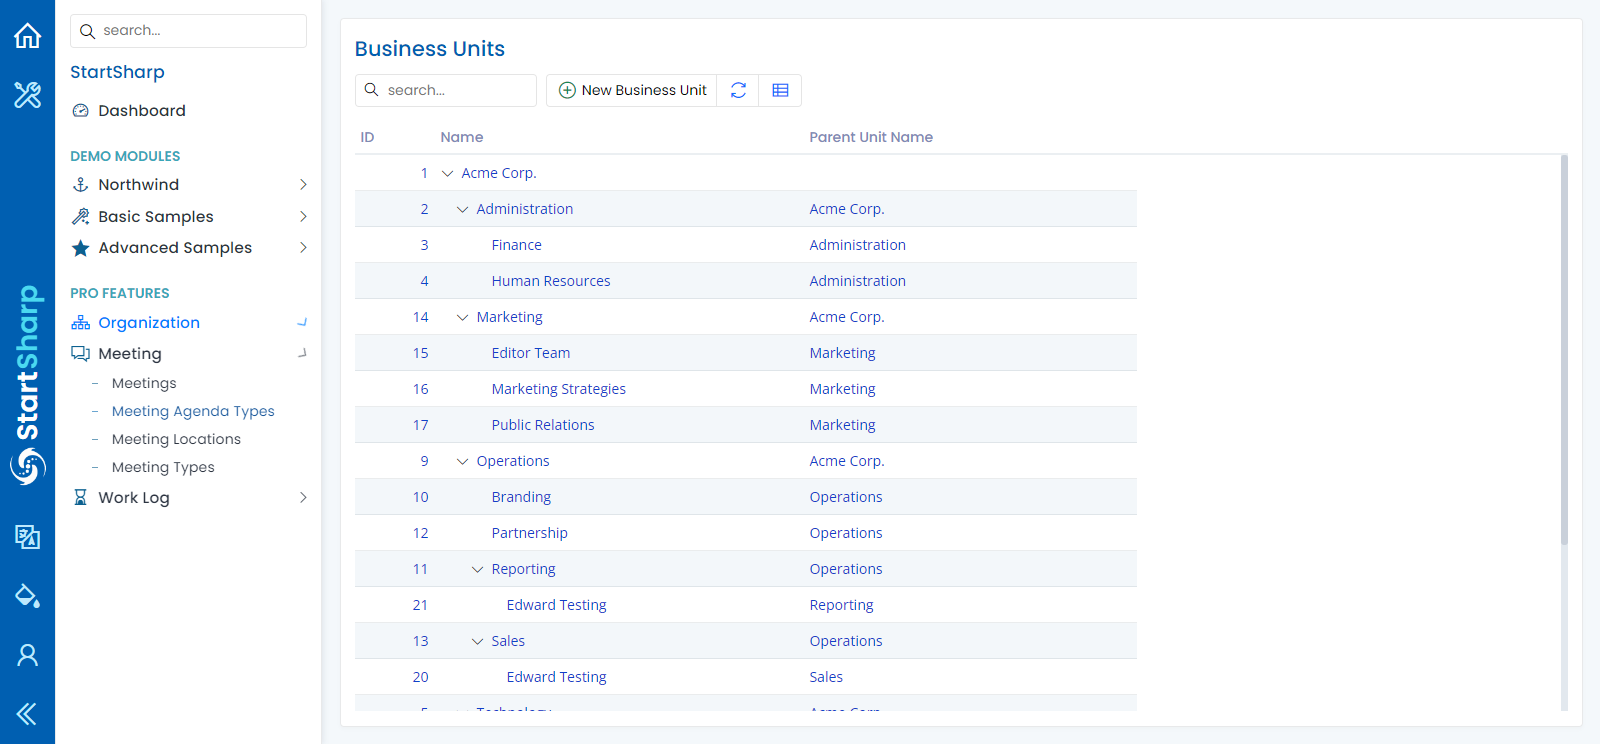 search...
StartSharp
Dashboard
DEMO MODULES
Northwind
Basic Samples
Advanced Samples
PRO FEATURES
Organization
Meeting
Meetings
Meeting Agenda Types
Meeting Locations
Meeting Types
Work Log
StartSharp
Business Units
search...
New Business Unit
ID Name Parent Unit Name
1 Acme Corp.
2 Administration Acme Corp.
3 Finance Administration
4 Human Resources Administration
14 Marketing Acme Corp.
15 Editor Team Marketing
16 Marketing Strategies Marketing
17 Public Relations Marketing
9 Operations Acme Corp.
10 Branding Operations
12 Partnership Operations
11 Reporting Operations
21 Edward Testing Reporting
13 Sales Operations
20 Edward Testing Sales
5 Technology Acme Corp.